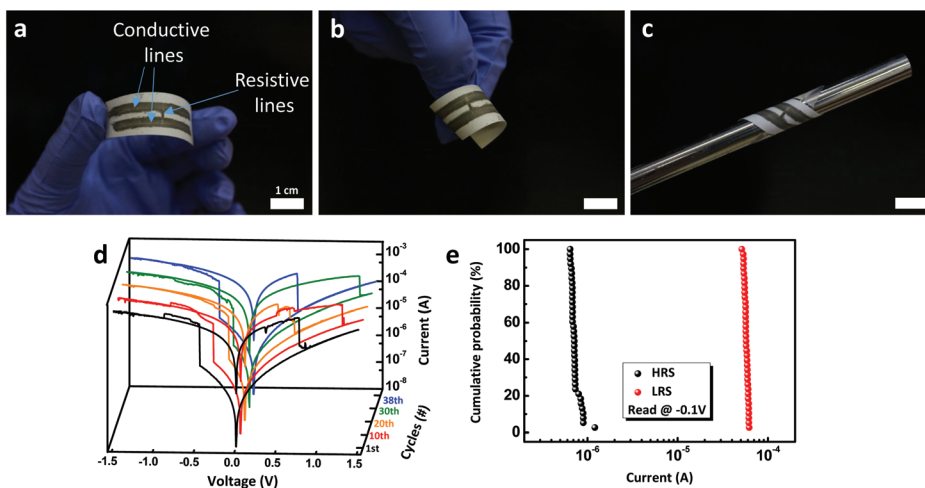 a
Conductive
lines
Resistive
lines
1 cm
b
c
d
10⁻³
10⁻⁴
10⁻⁵
10⁻⁶
10⁻⁷
10⁻⁸
Current (A)
38th
30th
20th
10th
1st
Cycles (#)
-1.5 -1.0 -0.5 0.0 0.5 1.0 1.5
Voltage (V)
e
100
80
60
40
20
0
Cumulative probability (%)
HRS
LRS
Read @ -0.1V
10⁻⁶ 10⁻⁵ 10⁻⁴
Current (A)